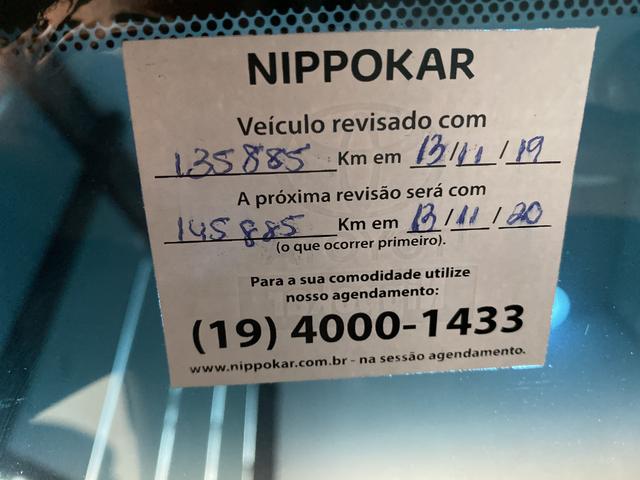 NIPPOKAR
Veículo revisado com
135885 Km em 13/11/19
A próxima revisão será com
145885 Km em 13/11/20
(o que ocorrer primeiro).
Para a sua comodidade utilize
nosso agendamento:
(19) 4000-1433
www.nippokar.com.br - na sessão agendamento.